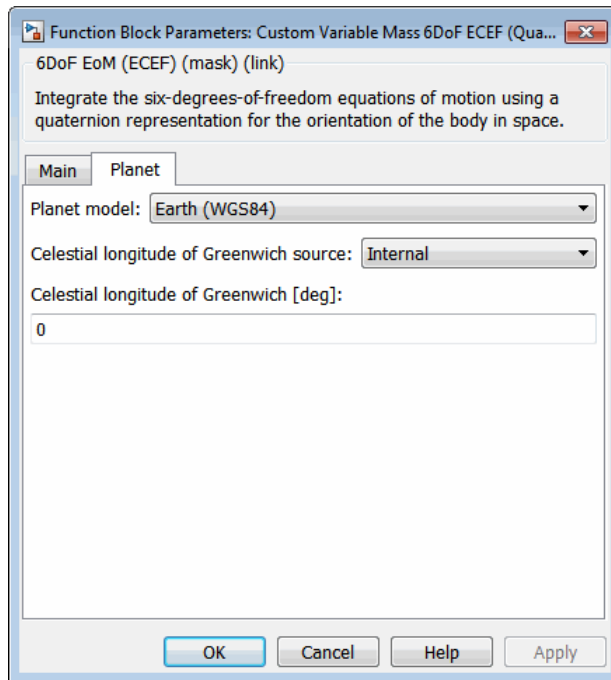 Function Block Parameters: Custom Variable Mass 6DoF ECEF (Qua...
6DoF EoM (ECEF) (mask) (link)
Integrate the six-degrees-of-freedom equations of motion using a
quaternion representation for the orientation of the body in space.
Main Planet
Planet model: Earth (WGS84)
Celestial longitude of Greenwich source: Internal
Celestial longitude of Greenwich [deg]:
0
OK Cancel Help Apply